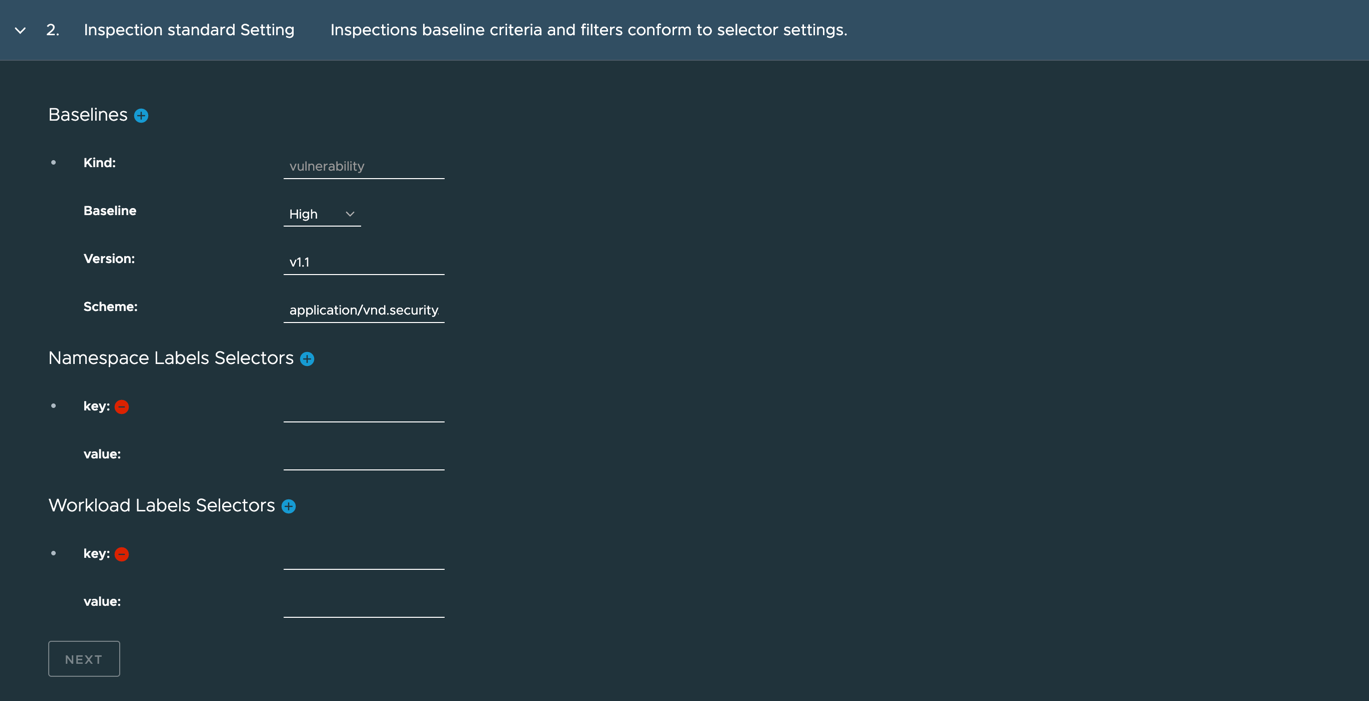 2. Inspection standard Setting Inspections baseline criteria and filters conform to selector settings.
Baselines
Kind: vulnerability
Baseline High
Version: v1.1
Scheme: application/vnd.security
Namespace Labels Selectors
key:
value:
Workload Labels Selectors
key:
value:
NEXT